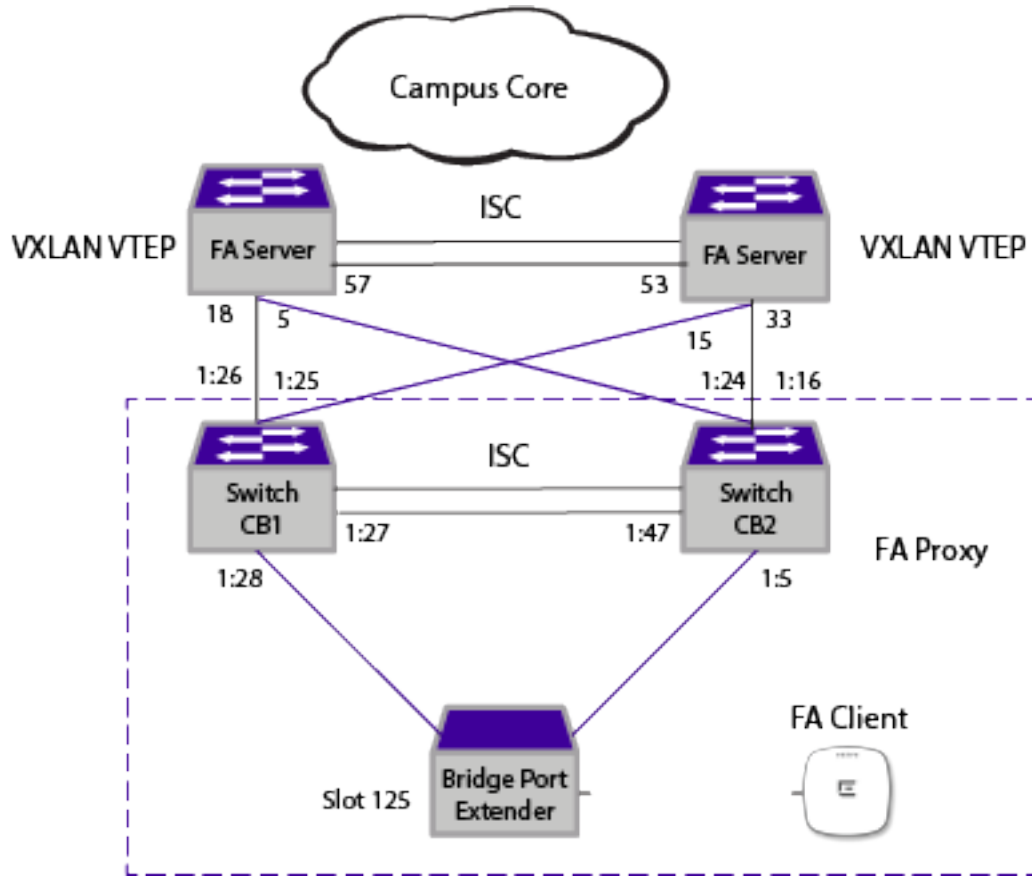 Campus Core
ISC
VXLAN VTEP
FA Server
FA Server
VXLAN VTEP
57
53
18
5
15
33
1:26
1:25
1:24
1:16
ISC
Switch
CB1
Switch
CB2
1:27
1:47
FA Proxy
1:28
1:5
FA Client
Slot 125
Bridge Port
Extender